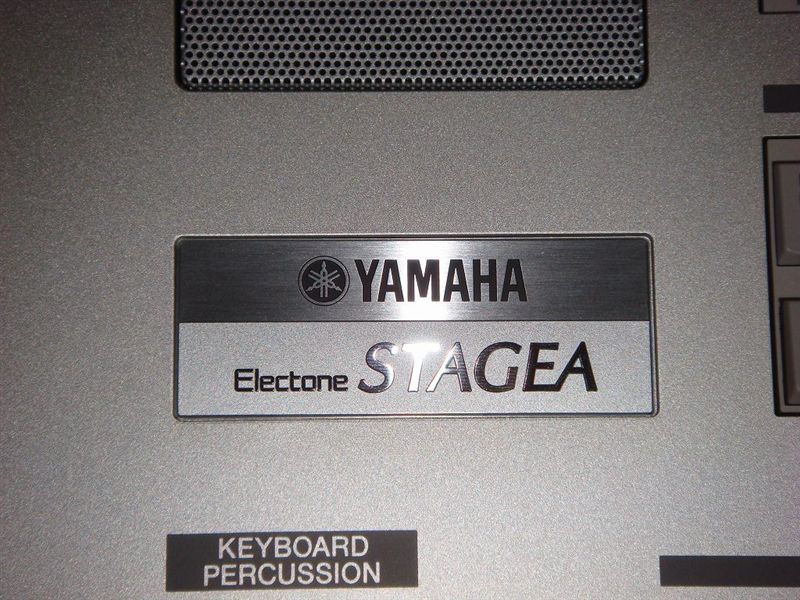 YAMAHA
Electone STAGEA
KEYBOARD
PERCUSSION